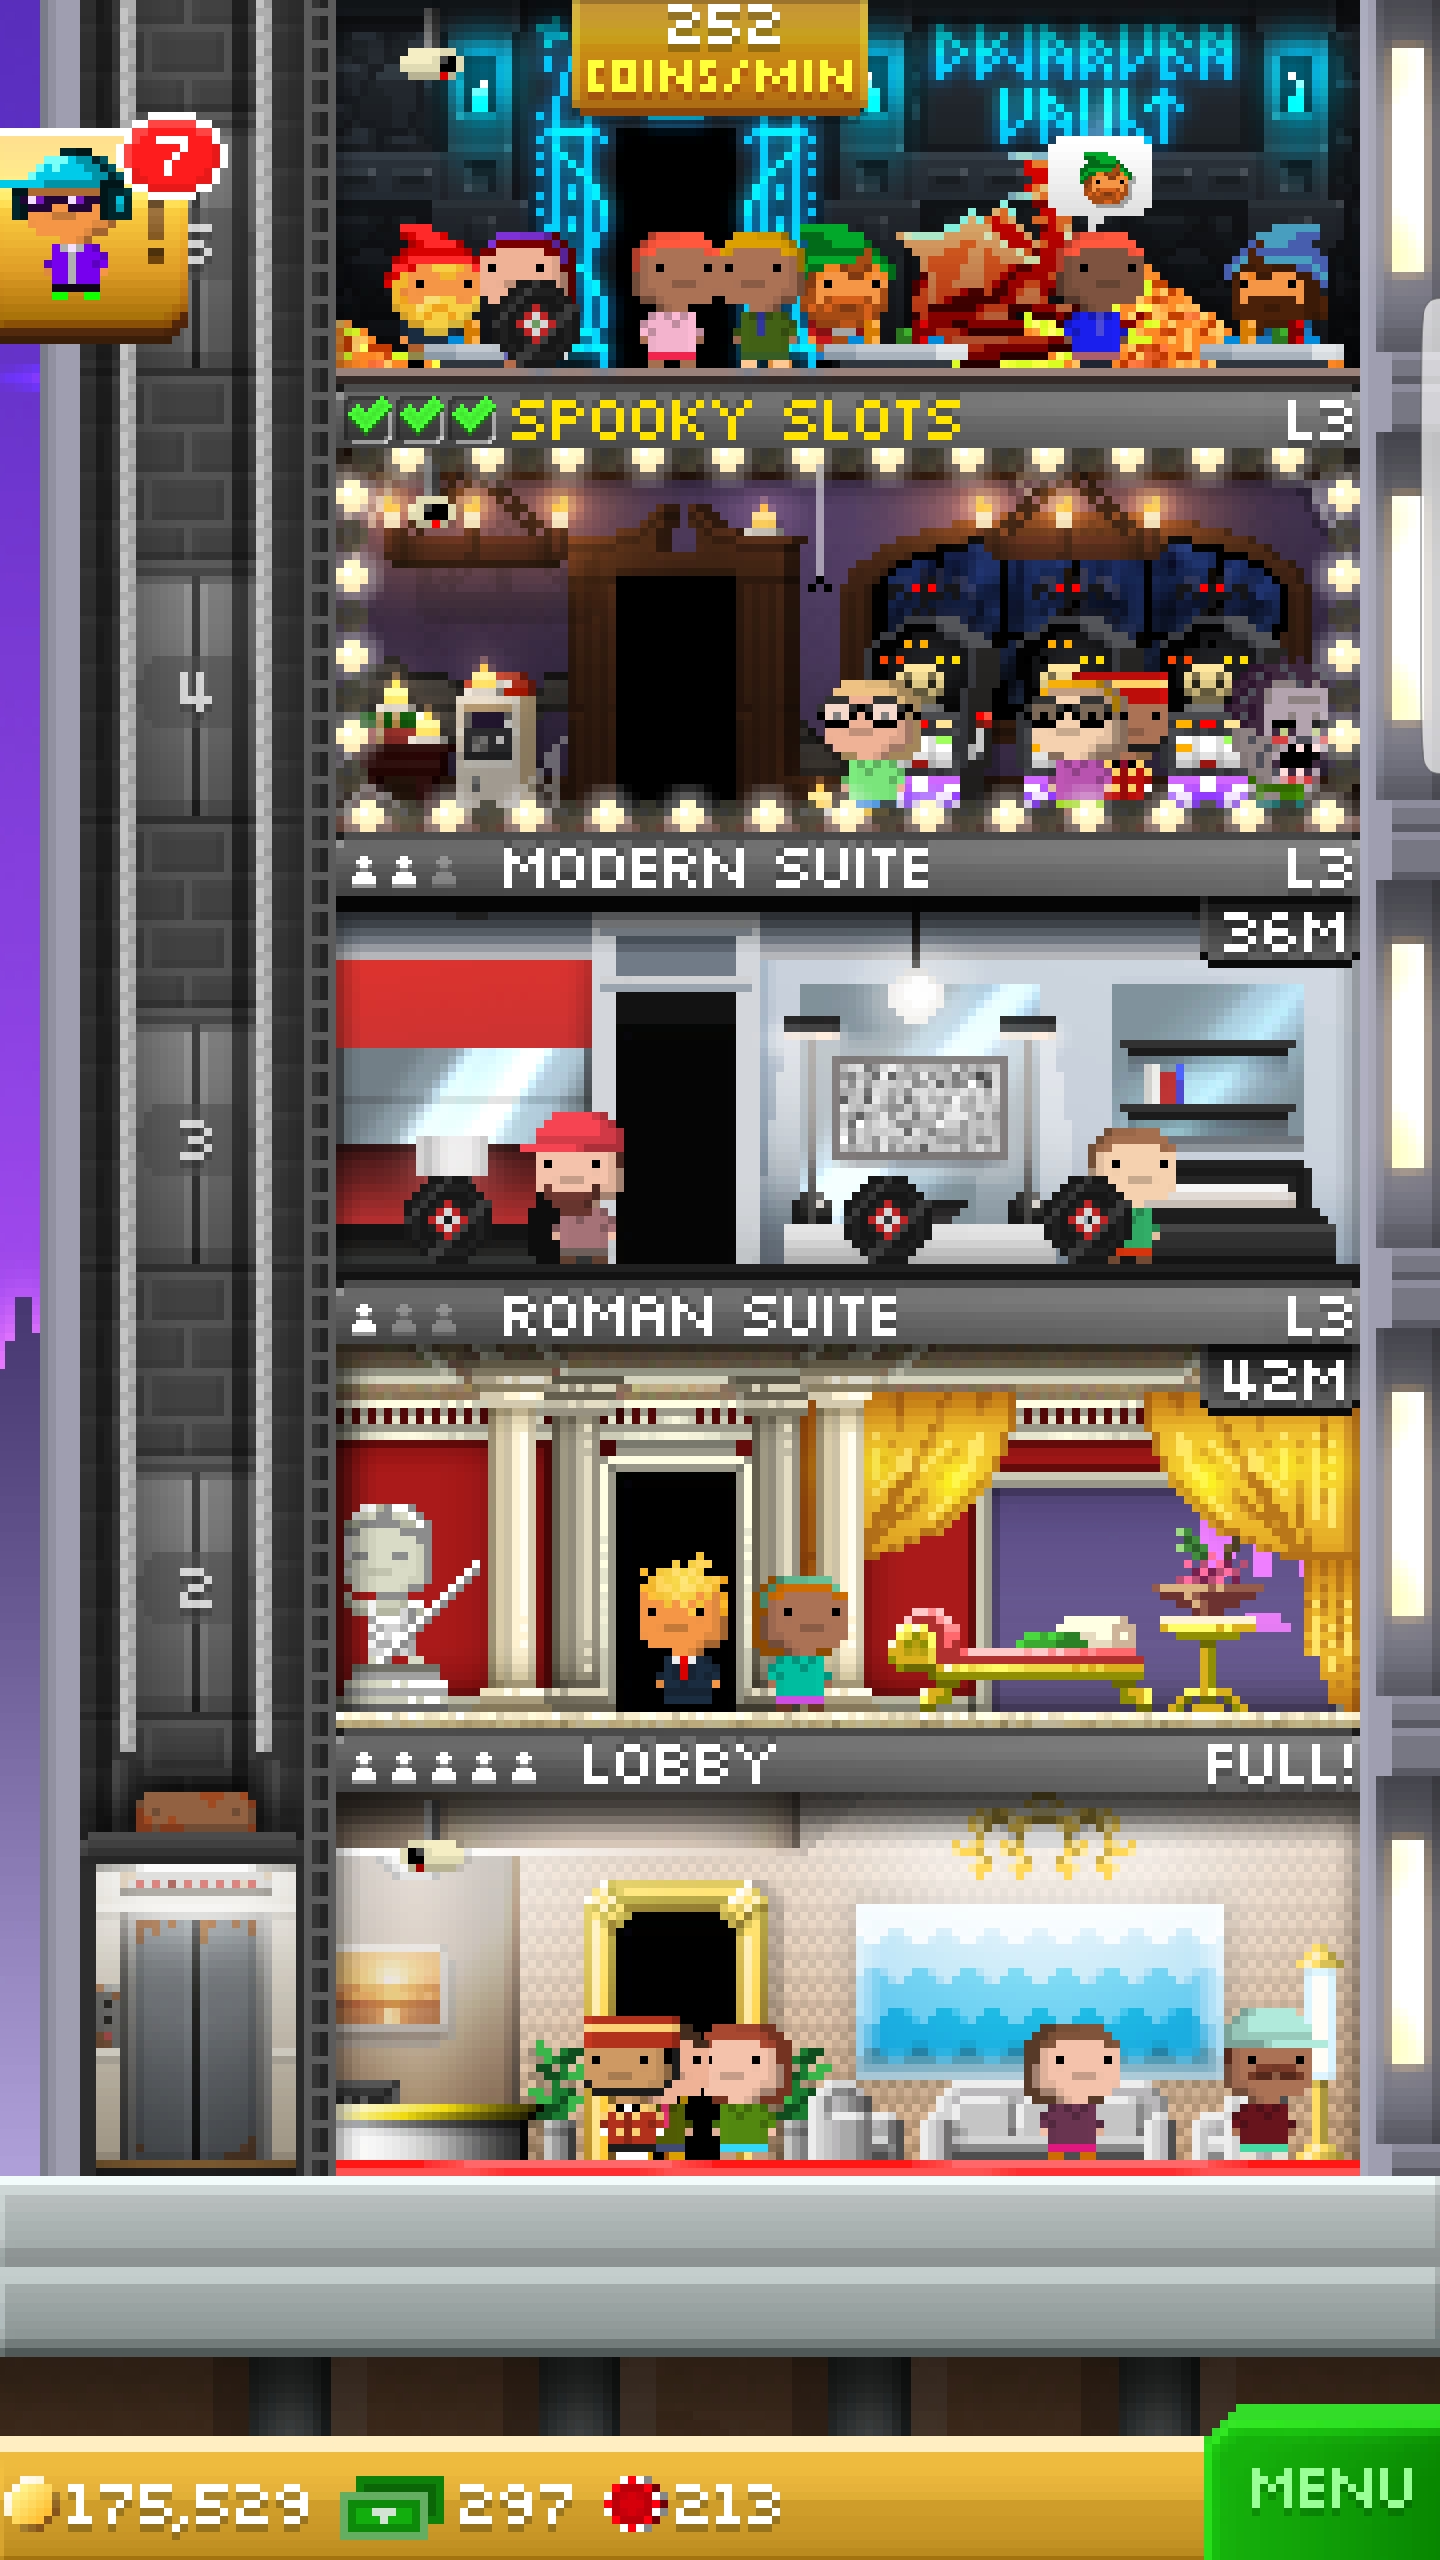 252
COINS/MIN
DWARVEN
VAULT
7
5
SPOOKY SLOTS L3
4
MODERN SUITE L3
36M
3
ROMAN SUITE L3
42M
2
LOBBY FULL!
175,529 297 213
MENU